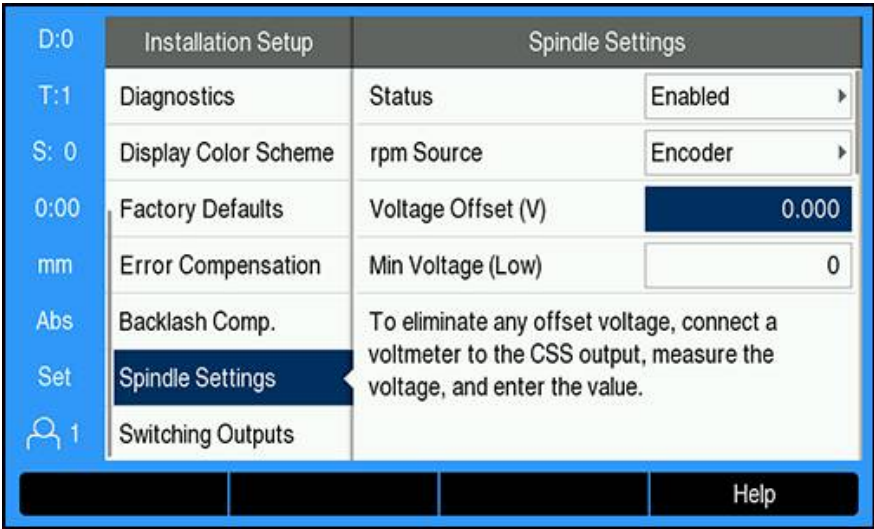 D:0
T:1
S: 0
0:00
mm
Abs
Set
1
Installation Setup
Diagnostics
Display Color Scheme
Factory Defaults
Error Compensation
Backlash Comp.
Spindle Settings
Switching Outputs
Spindle Settings
Status Enabled
rpm Source Encoder
Voltage Offset (V) 0.000
Min Voltage (Low) 0
To eliminate any offset voltage, connect a
voltmeter to the CSS output, measure the
voltage, and enter the value.
Help